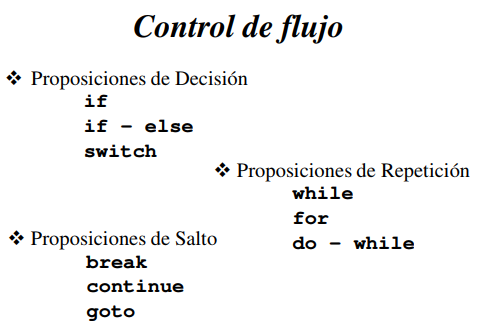 Control de flujo
❖ Proposiciones de Decisión
if
if – else
switch
❖ Proposiciones de Repetición
while
for
do – while
❖ Proposiciones de Salto
break
continue
goto